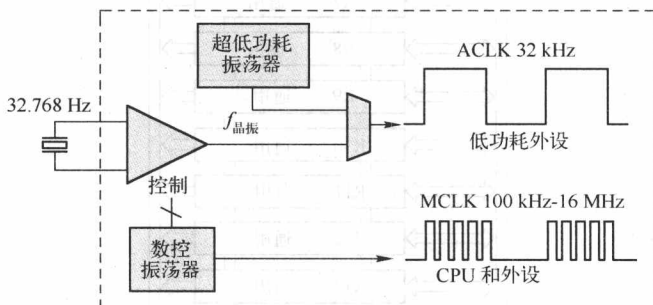 超低功耗
振荡器
ACLK 32 kHz
32.768 Hz
f晶振
低功耗外设
控制
MCLK 100 kHz-16 MHz
数控
振荡器
CPU 和外设